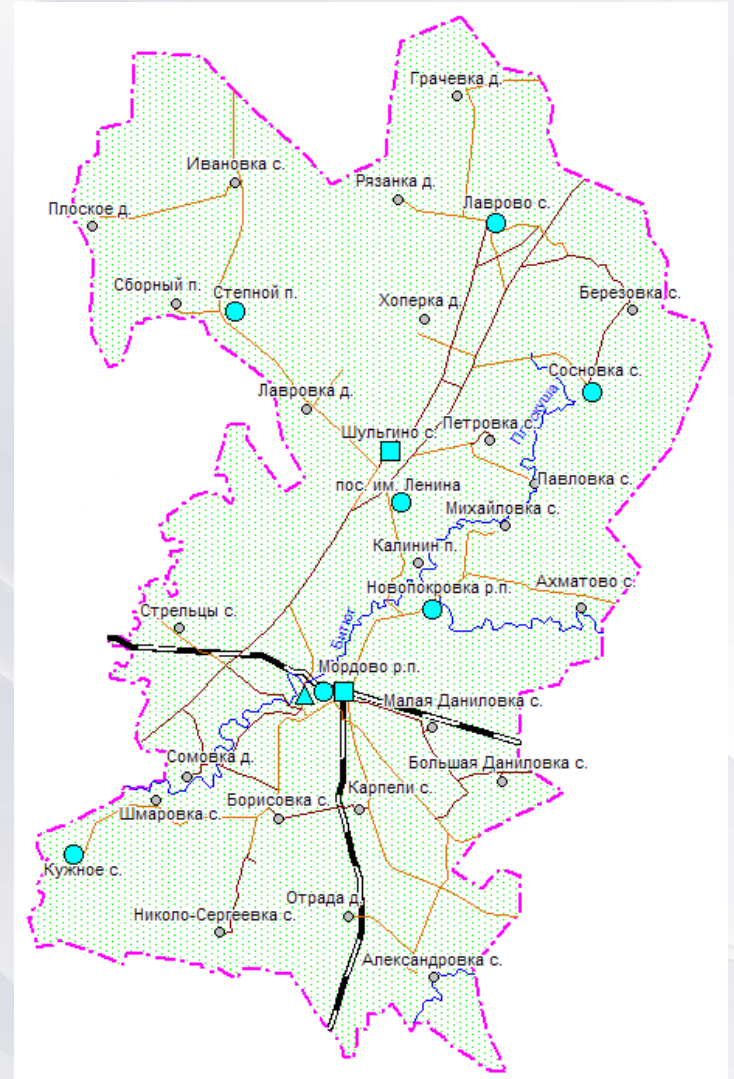 Грачевка д.
Ивановка с.
Рязанка д.
Лаврово с.
Плоское д.
Сборный п.
Степной п.
Хоперка д.
Березовка с.
Сосновка с.
Лавровка д.
Плоскуша
Шульгино с.
Петровка с.
пос. им. Ленина
Павловка с.
Михайловка с.
Калинин п.
Новопокровка р.п.
Ахматово с.
Стрельцы с.
Битюг
Мордово р.п.
Малая Даниловка с.
Сомовка д.
Большая Даниловка с.
Шмаровка с.
Борисовка с.
Карпели с.
Кужное с.
Отрада д.
Николо-Сергеевка с.
Александровка с.